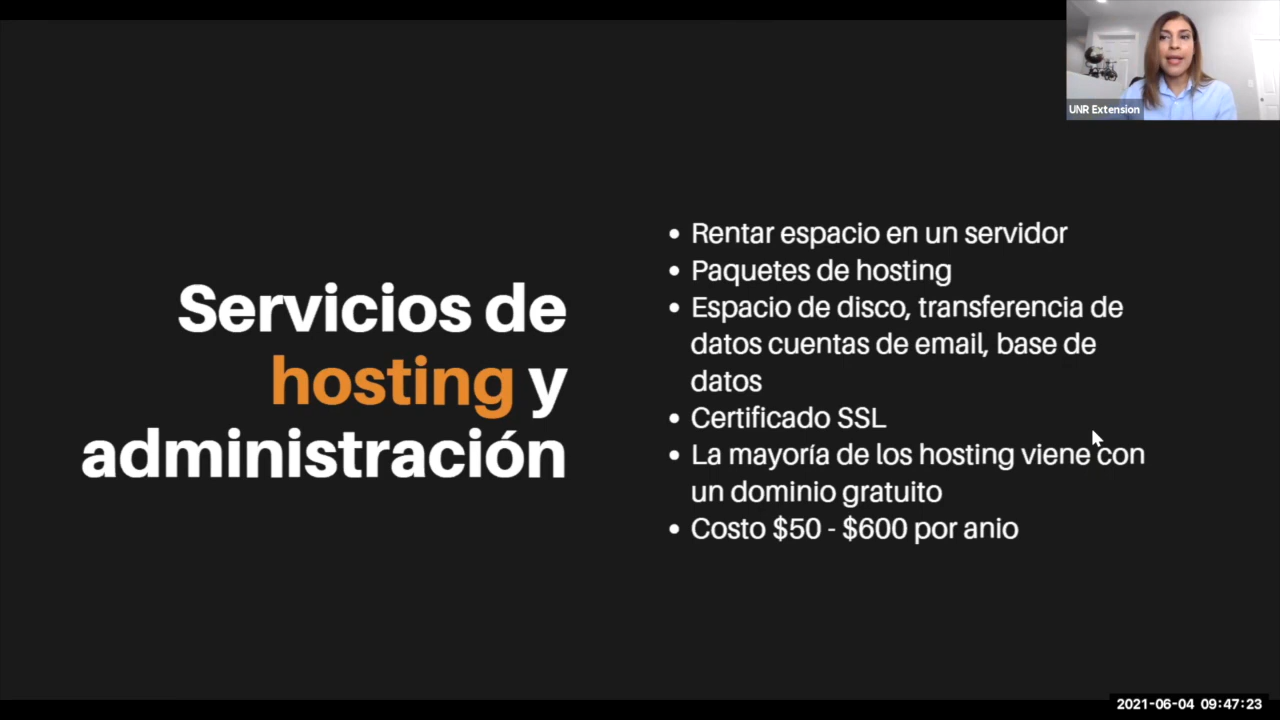 UNR Extension
Servicios de
hosting y
administración
• Rentar espacio en un servidor
• Paquetes de hosting
• Espacio de disco, transferencia de
datos cuentas de email, base de
datos
• Certificado SSL
• La mayoría de los hosting viene con
un dominio gratuito
• Costo $50 - $600 por anio
2021-06-04 09:47:23